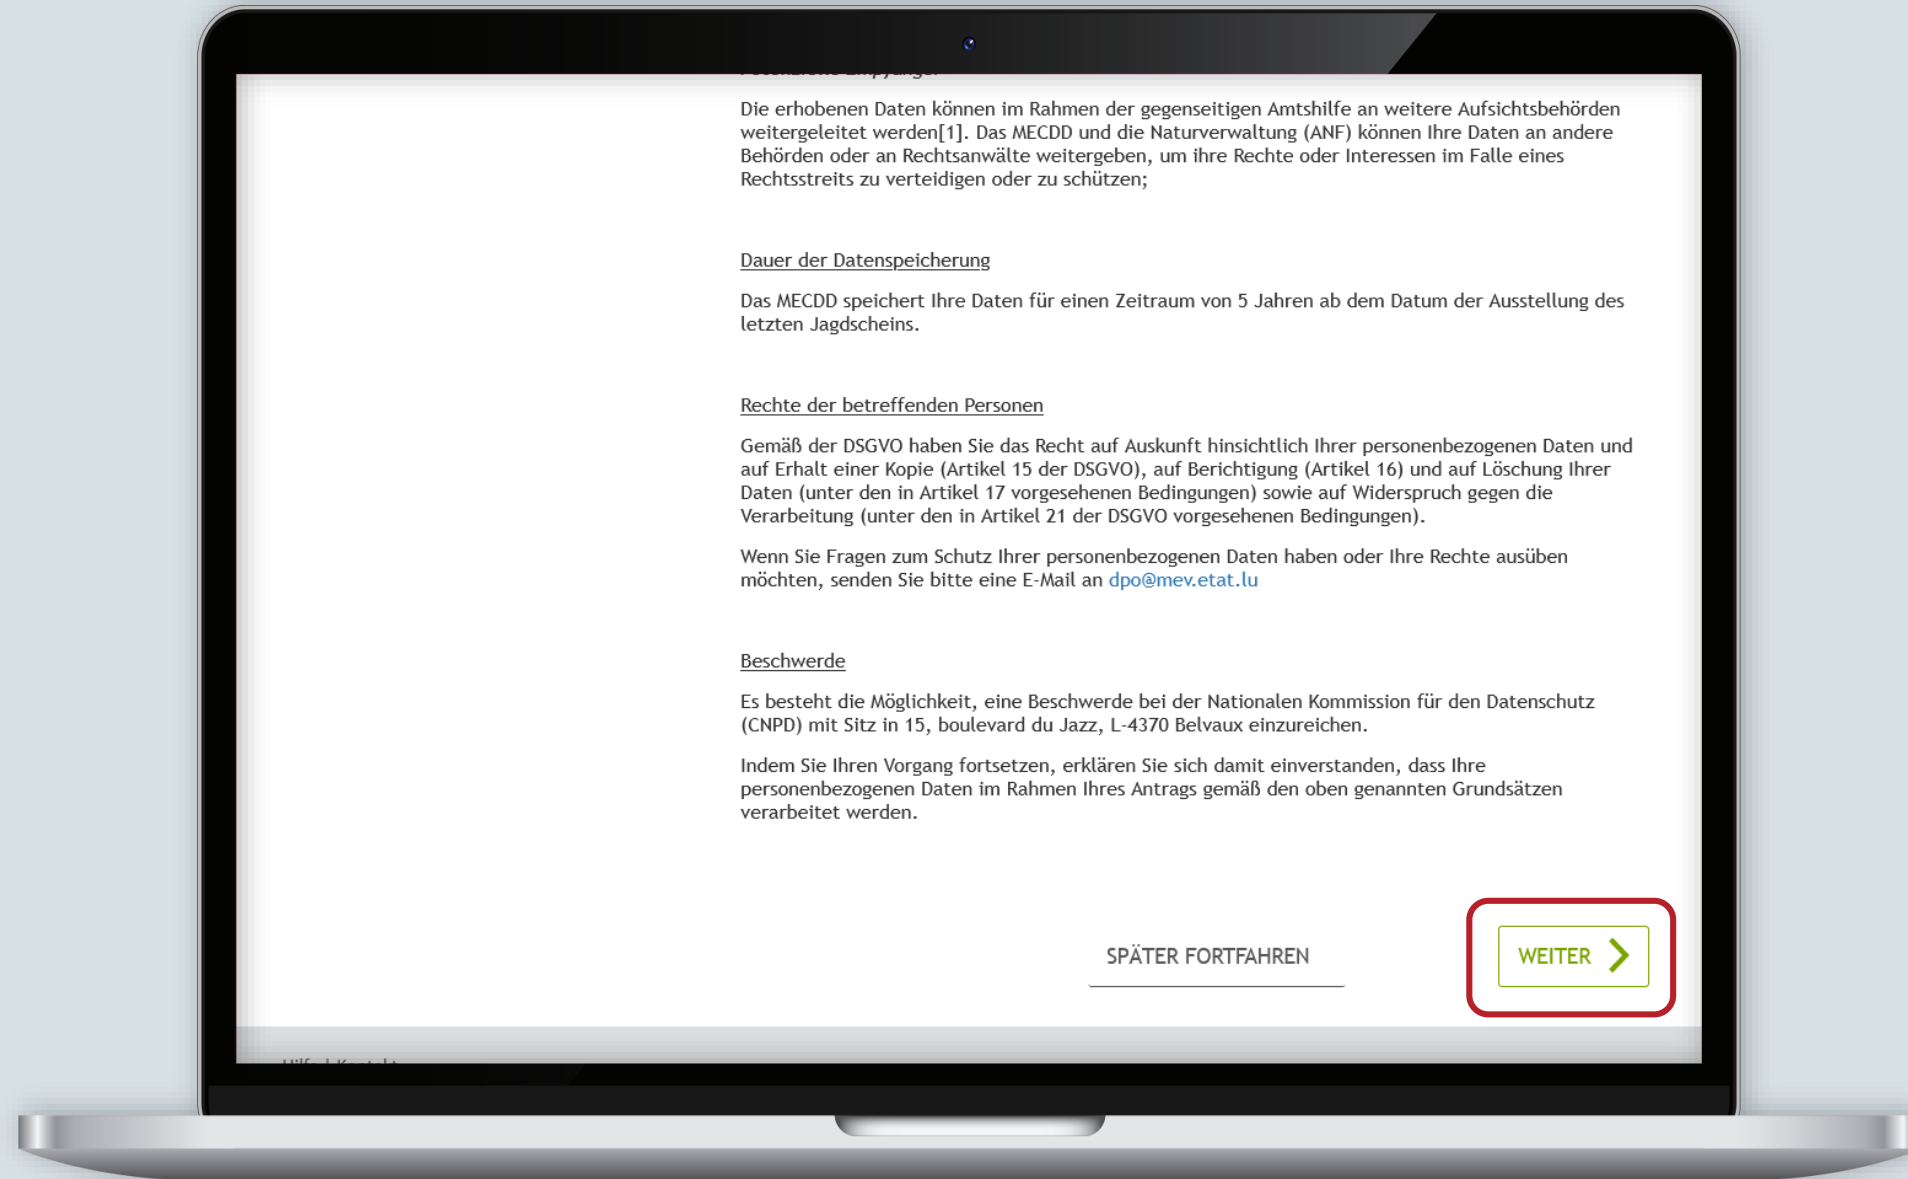 Die erhobenen Daten können im Rahmen der gegenseitigen Amtshilfe an weitere Aufsichtsbehörden
weitergeleitet werden[1]. Das MECDD und die Naturverwaltung (ANF) können Ihre Daten an andere
Behörden oder an Rechtsanwälte weitergeben, um ihre Rechte oder Interessen im Falle eines
Rechtsstreits zu verteidigen oder zu schützen;
Dauer der Datenspeicherung
Das MECDD speichert Ihre Daten für einen Zeitraum von 5 Jahren ab dem Datum der Ausstellung des
letzten Jagdscheins.
Rechte der betreffenden Personen
Gemäß der DSGVO haben Sie das Recht auf Auskunft hinsichtlich Ihrer personenbezogenen Daten und
auf Erhalt einer Kopie (Artikel 15 der DSGVO), auf Berichtigung (Artikel 16) und auf Löschung Ihrer
Daten (unter den in Artikel 17 vorgesehenen Bedingungen) sowie auf Widerspruch gegen die
Verarbeitung (unter den in Artikel 21 der DSGVO vorgesehenen Bedingungen).
Wenn Sie Fragen zum Schutz Ihrer personenbezogenen Daten haben oder Ihre Rechte ausüben
möchten, senden Sie bitte eine E-Mail an dpo@mev.etat.lu
Beschwerde
Es besteht die Möglichkeit, eine Beschwerde bei der Nationalen Kommission für den Datenschutz
(CNPD) mit Sitz in 15, boulevard du Jazz, L-4370 Belvaux einzureichen.
Indem Sie Ihren Vorgang fortsetzen, erklären Sie sich damit einverstanden, dass Ihre
personenbezogenen Daten im Rahmen Ihres Antrags gemäß den oben genannten Grundsätzen
verarbeitet werden.
SPÄTER FORTFAHREN
WEITER